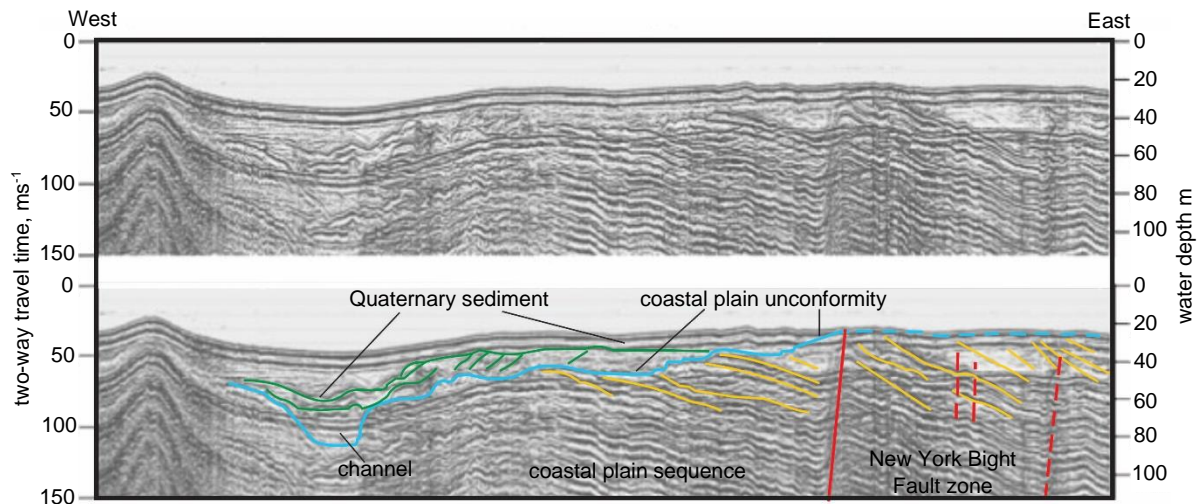 West
East
0
50
100
150
0
20
40
60
80
100
two-way travel time, ms-1
water depth m
0
50
100
150
0
20
40
60
80
100
Quaternary sediment
coastal plain unconformity
channel
coastal plain sequence
New York Bight
Fault zone